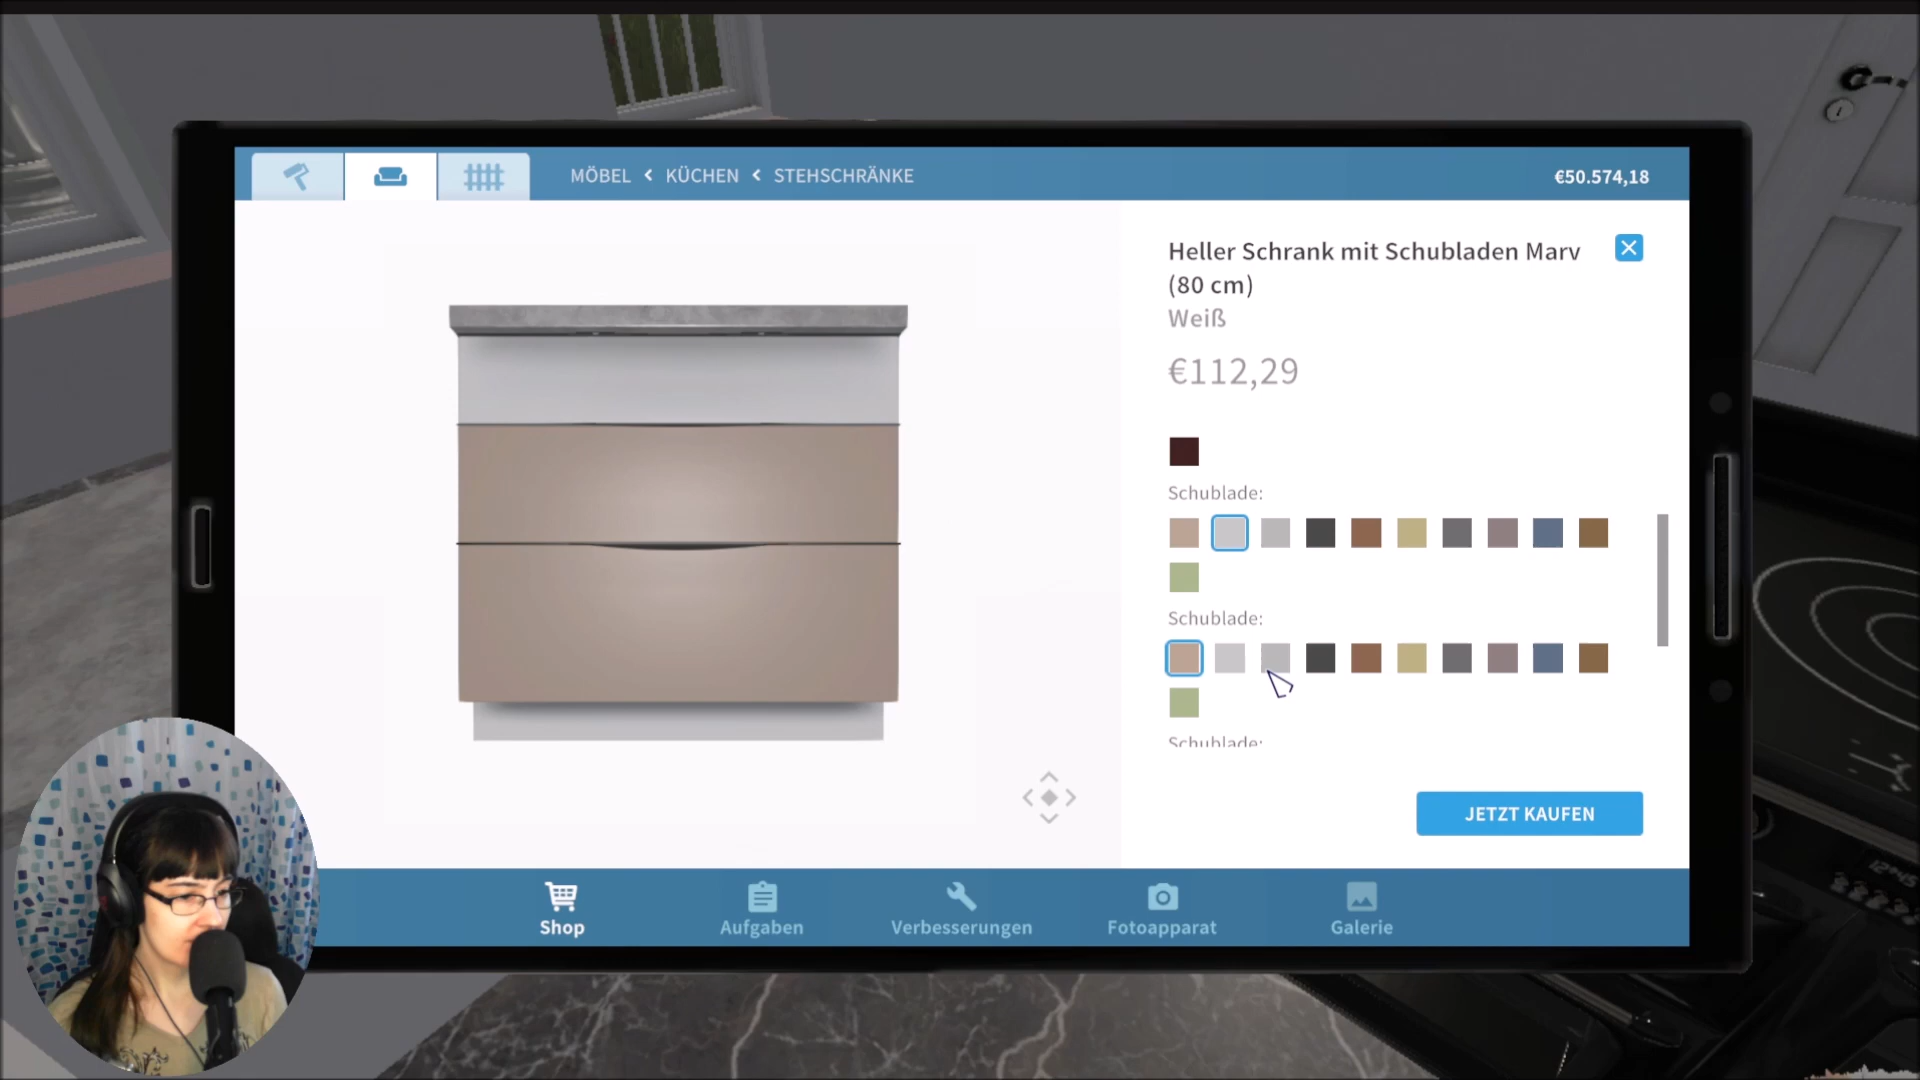 MÖBEL < KÜCHEN < STEHSCHRÄNKE
€50.574,18
Heller Schrank mit Schubladen Marv
(80 cm)
Weiß
€112,29
Schublade:
Schublade:
Schublade:
JETZT KAUFEN
Shop
Aufgaben
Verbesserungen
Fotoapparat
Galerie